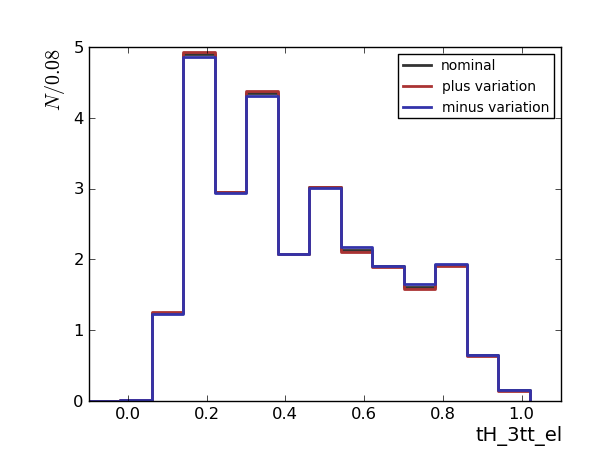 N/0.08
5
4
3
2
1
0
0.0 0.2 0.4 0.6 0.8 1.0
tH_3tt_el
nominal
plus variation
minus variation